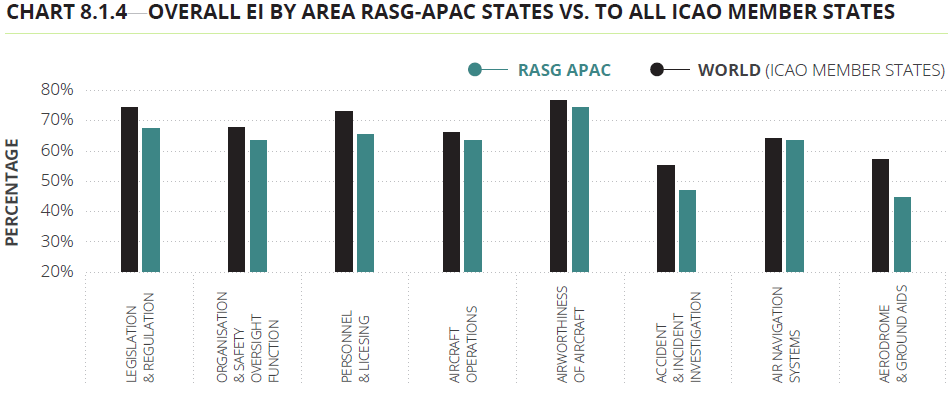 CHART 8.1.4—OVERALL EI BY AREA RASG-APAC STATES VS. TO ALL ICAO MEMBER STATES
RASG APAC
WORLD (ICAO MEMBER STATES)
PERCENTAGE
80%
70%
60%
50%
40%
30%
20%
LEGISLATION
& REGULATION
ORGANISATION
& SAFETY
OVERSIGHT
FUNCTION
PERSONNEL
& LICESING
AIRCRAFT
OPERATIONS
AIRWORTHINESS
OF AIRCRAFT
ACCIDENT
& INCIDENT
INVESTIGATION
AIR NAVIGATION
SYSTEMS
AERODROME
& GROUND AIDS